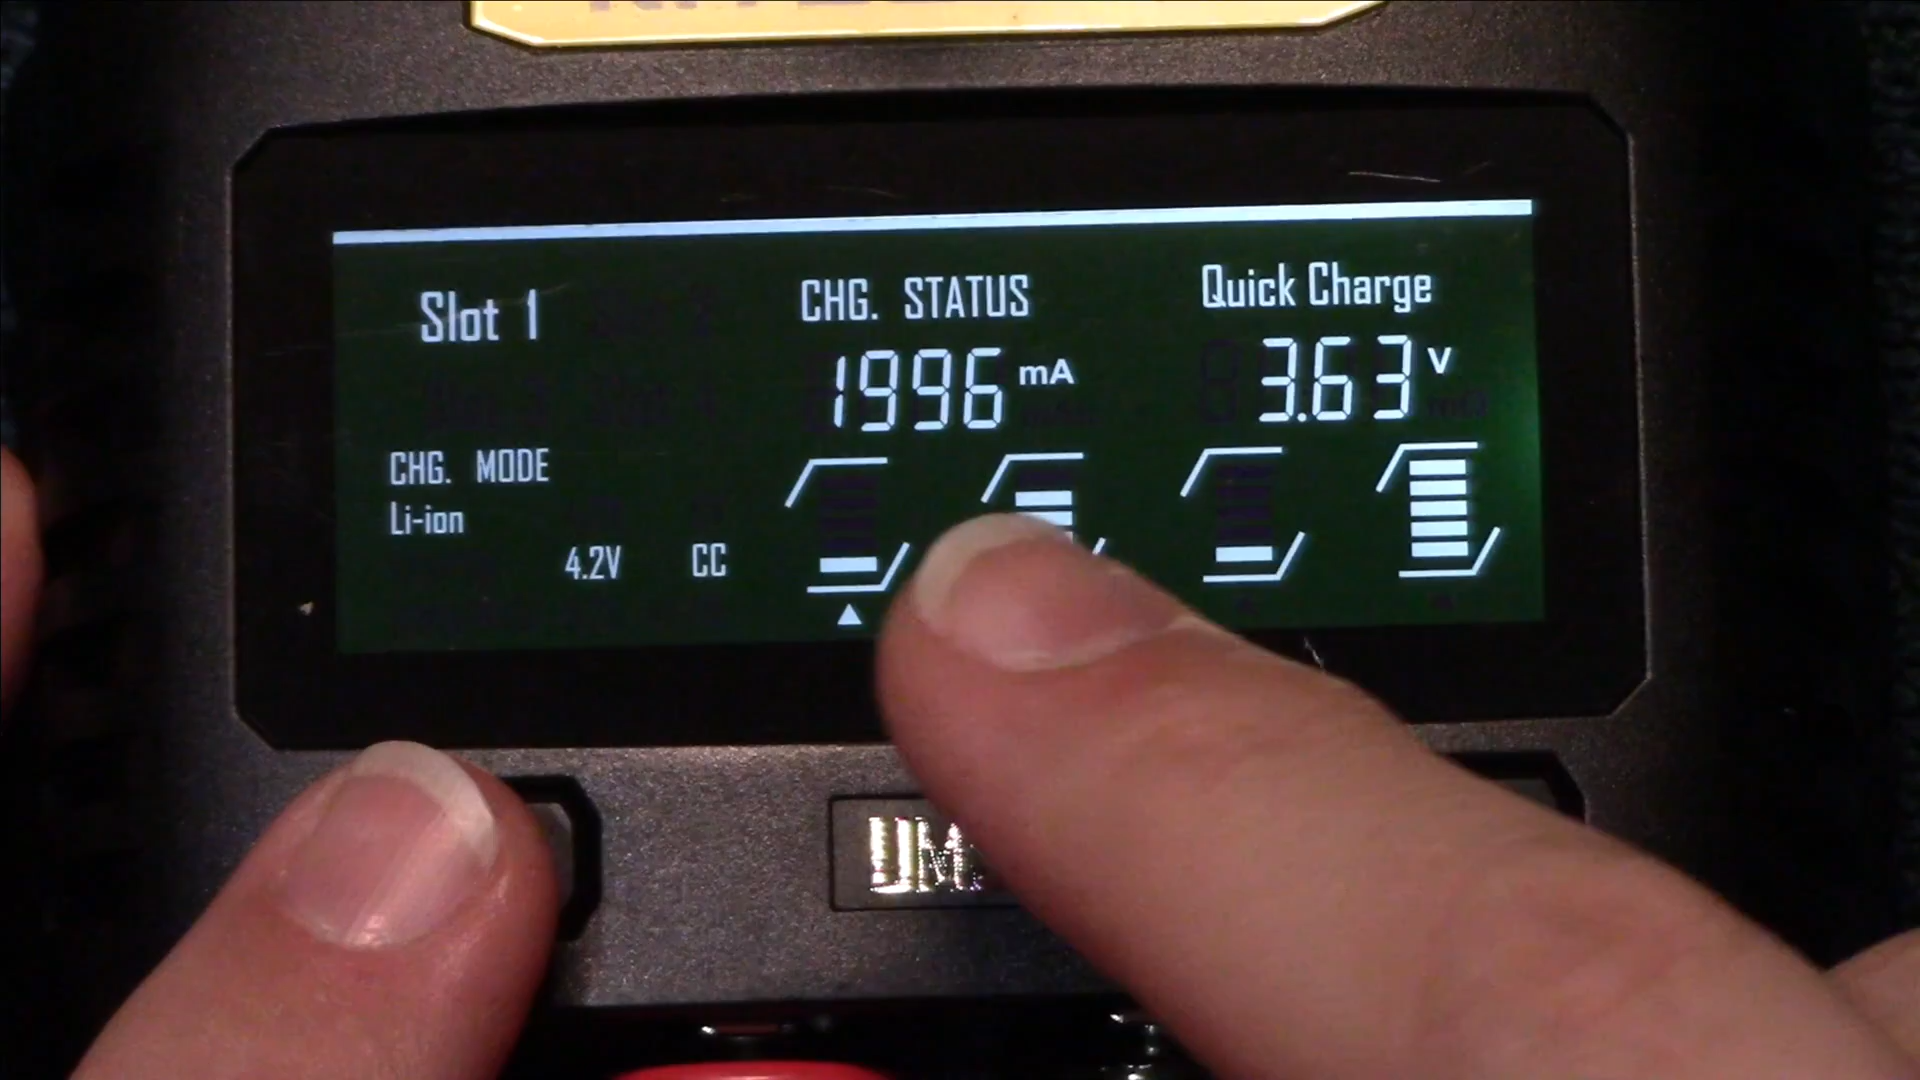 Slot 1
CHG. STATUS
Quick Charge
1996 mA
3.63 V
CHG. MODE
Li-ion
4.2V CC